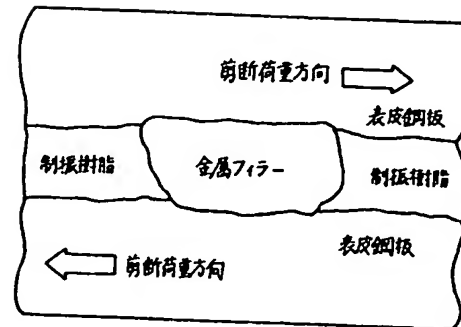 剪断荷重方向
表皮鋼板
制振樹脂
金属フィラー
制振樹脂
表皮鋼板
剪断荷重方向